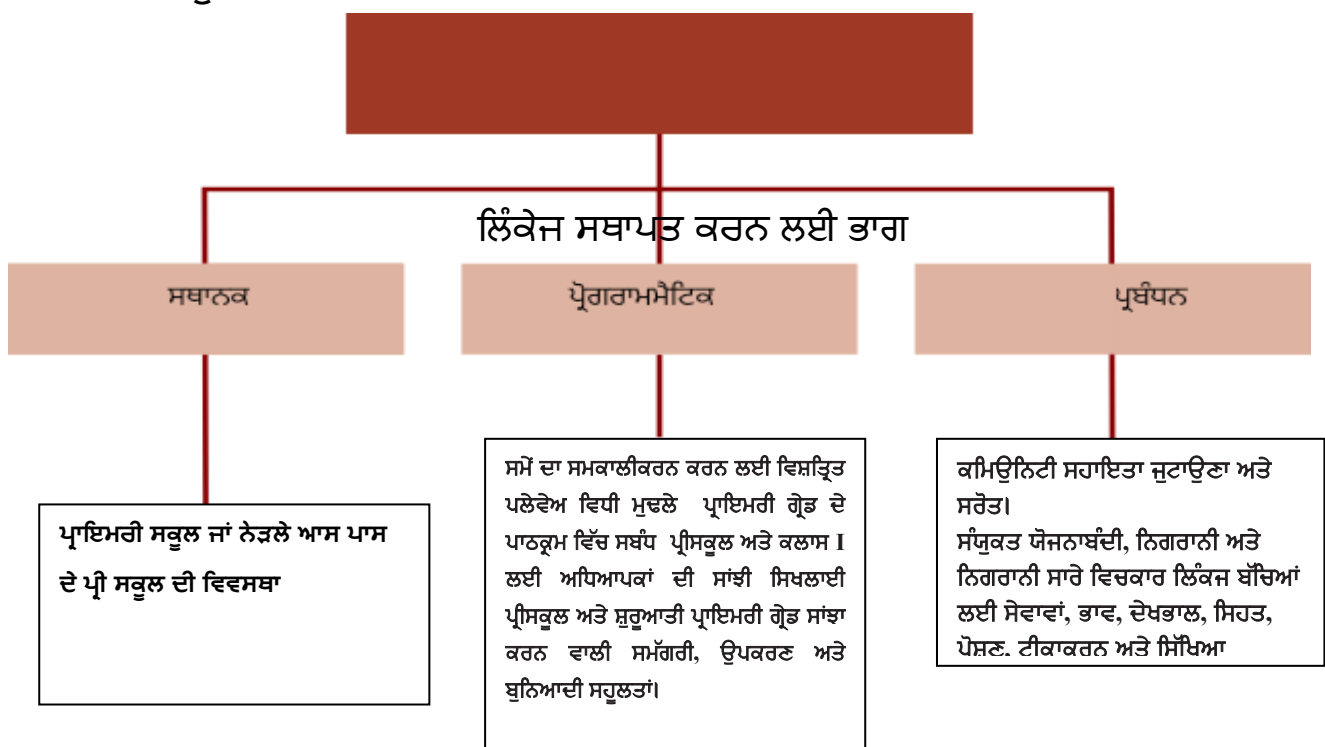 ਲਿੰਕੇਜ ਸਥਾਪਤ ਕਰਨ ਲਈ ਭਾਗ
ਸਥਾਨਕ
ਪ੍ਰੋਗਰਾਮਮੈਟਿਕ
ਪ੍ਰਬੰਧਨ
ਪ੍ਰਾਇਮਰੀ ਸਕੂਲ ਜਾਂ ਨੇੜਲੇ ਆਸ ਪਾਸ
ਦੇ ਪ੍ਰੀ ਸਕੂਲ ਦੀ ਵਿਵਸਥਾ
ਸਮੇਂ ਦਾ ਸਮਕਾਲੀਕਰਨ ਕਰਨ ਲਈ ਵਿਸ਼ਤ੍ਰਿਤ
ਪਲੇਵੇਅ ਵਿਧੀ ਮੁਢਲੇ ਪ੍ਰਾਇਮਰੀ ਗ੍ਰੇਡ ਦੇ
ਪਾਠਕ੍ਰਮ ਵਿੱਚ ਸਬੰਧ ਪ੍ਰੀਸਕੂਲ ਅਤੇ ਕਲਾਸ I
ਲਈ ਅਧਿਆਪਕਾਂ ਦੀ ਸਾਂਝੀ ਸਿਖਲਾਈ
ਪ੍ਰੀਸਕੂਲ ਅਤੇ ਸ਼ੁਰੂਆਤੀ ਪ੍ਰਾਇਮਰੀ ਗ੍ਰੇਡ ਸਾਂਝਾ
ਕਰਨ ਵਾਲੀ ਸਮੱਗਰੀ, ਉਪਕਰਣ ਅਤੇ
ਬੁਨਿਆਦੀ ਸਹੂਲਤਾਂ।
ਕਮਿਉਨਿਟੀ ਸਹਾਇਤਾ ਜੁਟਾਉਣਾ ਅਤੇ
ਸਰੋਤ।
ਸੰਯੁਕਤ ਯੋਜਨਾਬੰਦੀ, ਨਿਗਰਾਨੀ ਅਤੇ
ਨਿਗਰਾਨੀ ਸਾਰੇ ਵਿਚਕਾਰ ਲਿੰਕਜ ਬੱਚਿਆਂ
ਲਈ ਸੇਵਾਵਾਂ, ਭਾਵ, ਦੇਖਭਾਲ, ਸਿਹਤ,
ਪੋਸ਼ਣ, ਟੀਕਾਕਰਨ ਅਤੇ ਸਿੱਖਿਆ